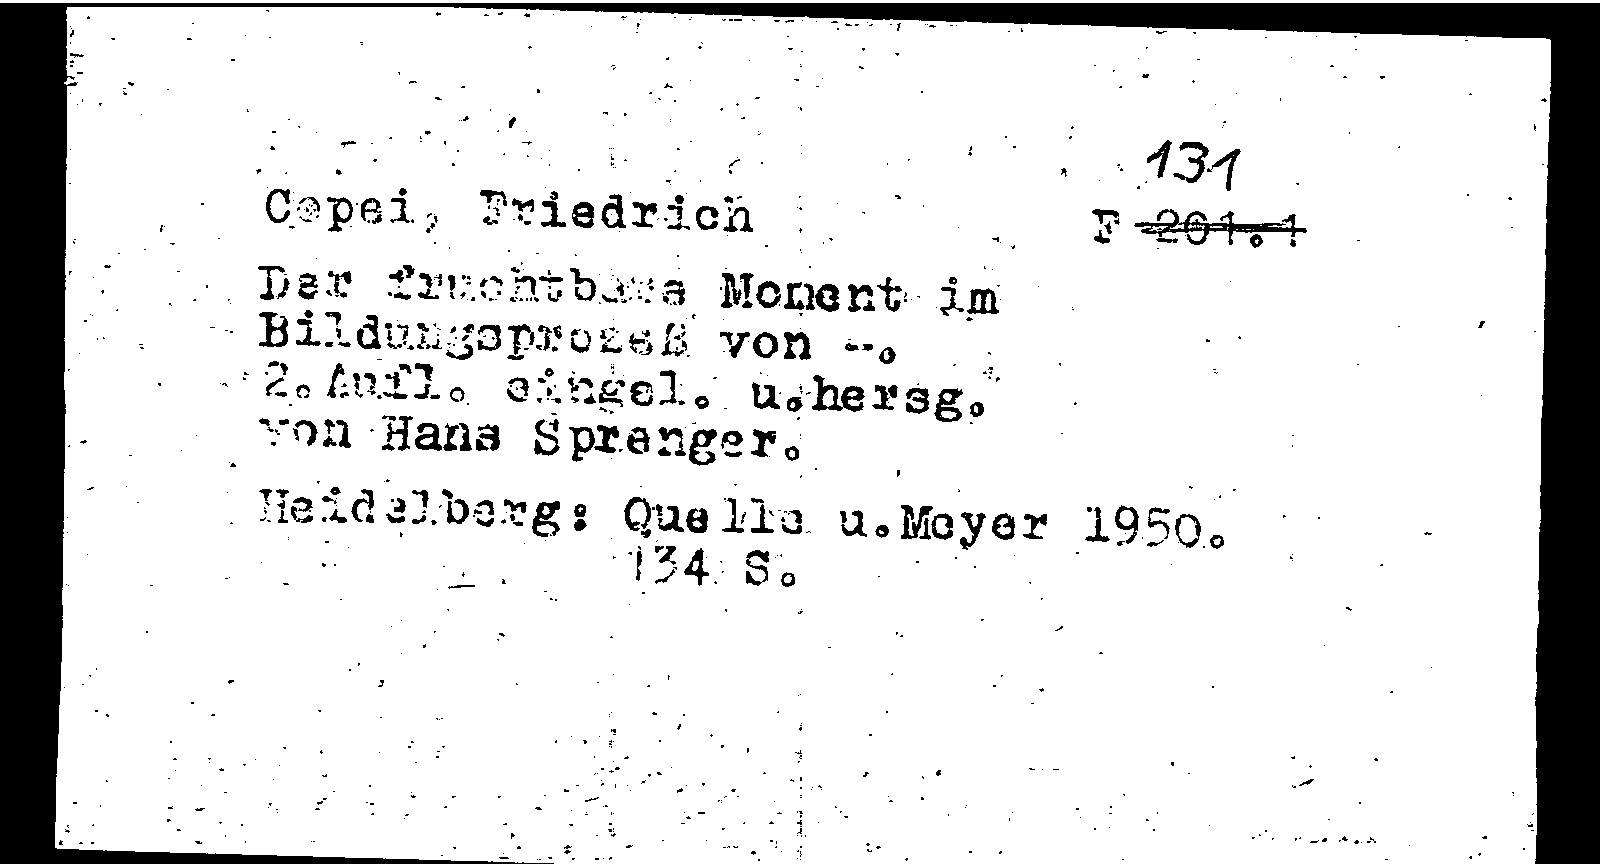 131
Copei, Friedrich F 201.1
Der fruchtbare Moment im
Bildungsprozeß von --.
2.Aufl. eingel. u.hersg.
von Hans Sprenger.
Heidelberg: Quelle u.Meyer 1950.
134 S.